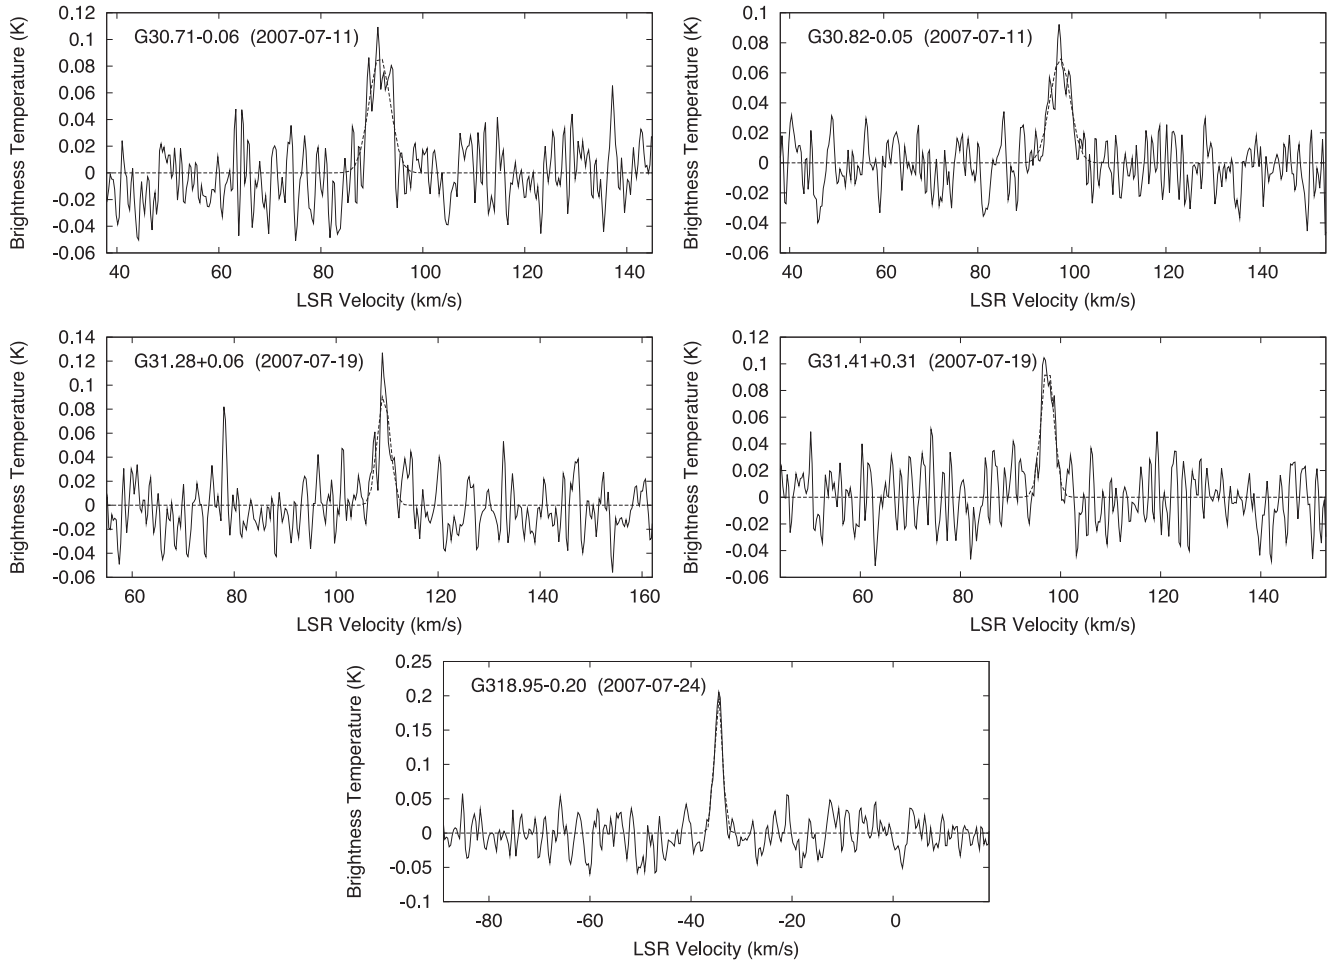 Brightness Temperature (K)
0.12
0.1
0.08
0.06
0.04
0.02
0
-0.02
-0.04
-0.06
G30.71-0.06 (2007-07-11)
40 60 80 100 120 140
LSR Velocity (km/s)
Brightness Temperature (K)
0.1
0.08
0.06
0.04
0.02
0
-0.02
-0.04
-0.06
G30.82-0.05 (2007-07-11)
40 60 80 100 120 140
LSR Velocity (km/s)
Brightness Temperature (K)
0.14
0.12
0.1
0.08
0.06
0.04
0.02
0
-0.02
-0.04
-0.06
G31.28+0.06 (2007-07-19)
60 80 100 120 140 160
LSR Velocity (km/s)
Brightness Temperature (K)
0.12
0.1
0.08
0.06
0.04
0.02
0
-0.02
-0.04
-0.06
G31.41+0.31 (2007-07-19)
60 80 100 120 140
LSR Velocity (km/s)
Brightness Temperature (K)
0.25
0.2
0.15
0.1
0.05
0
-0.05
-0.1
G318.95-0.20 (2007-07-24)
-80 -60 -40 -20 0
LSR Velocity (km/s)